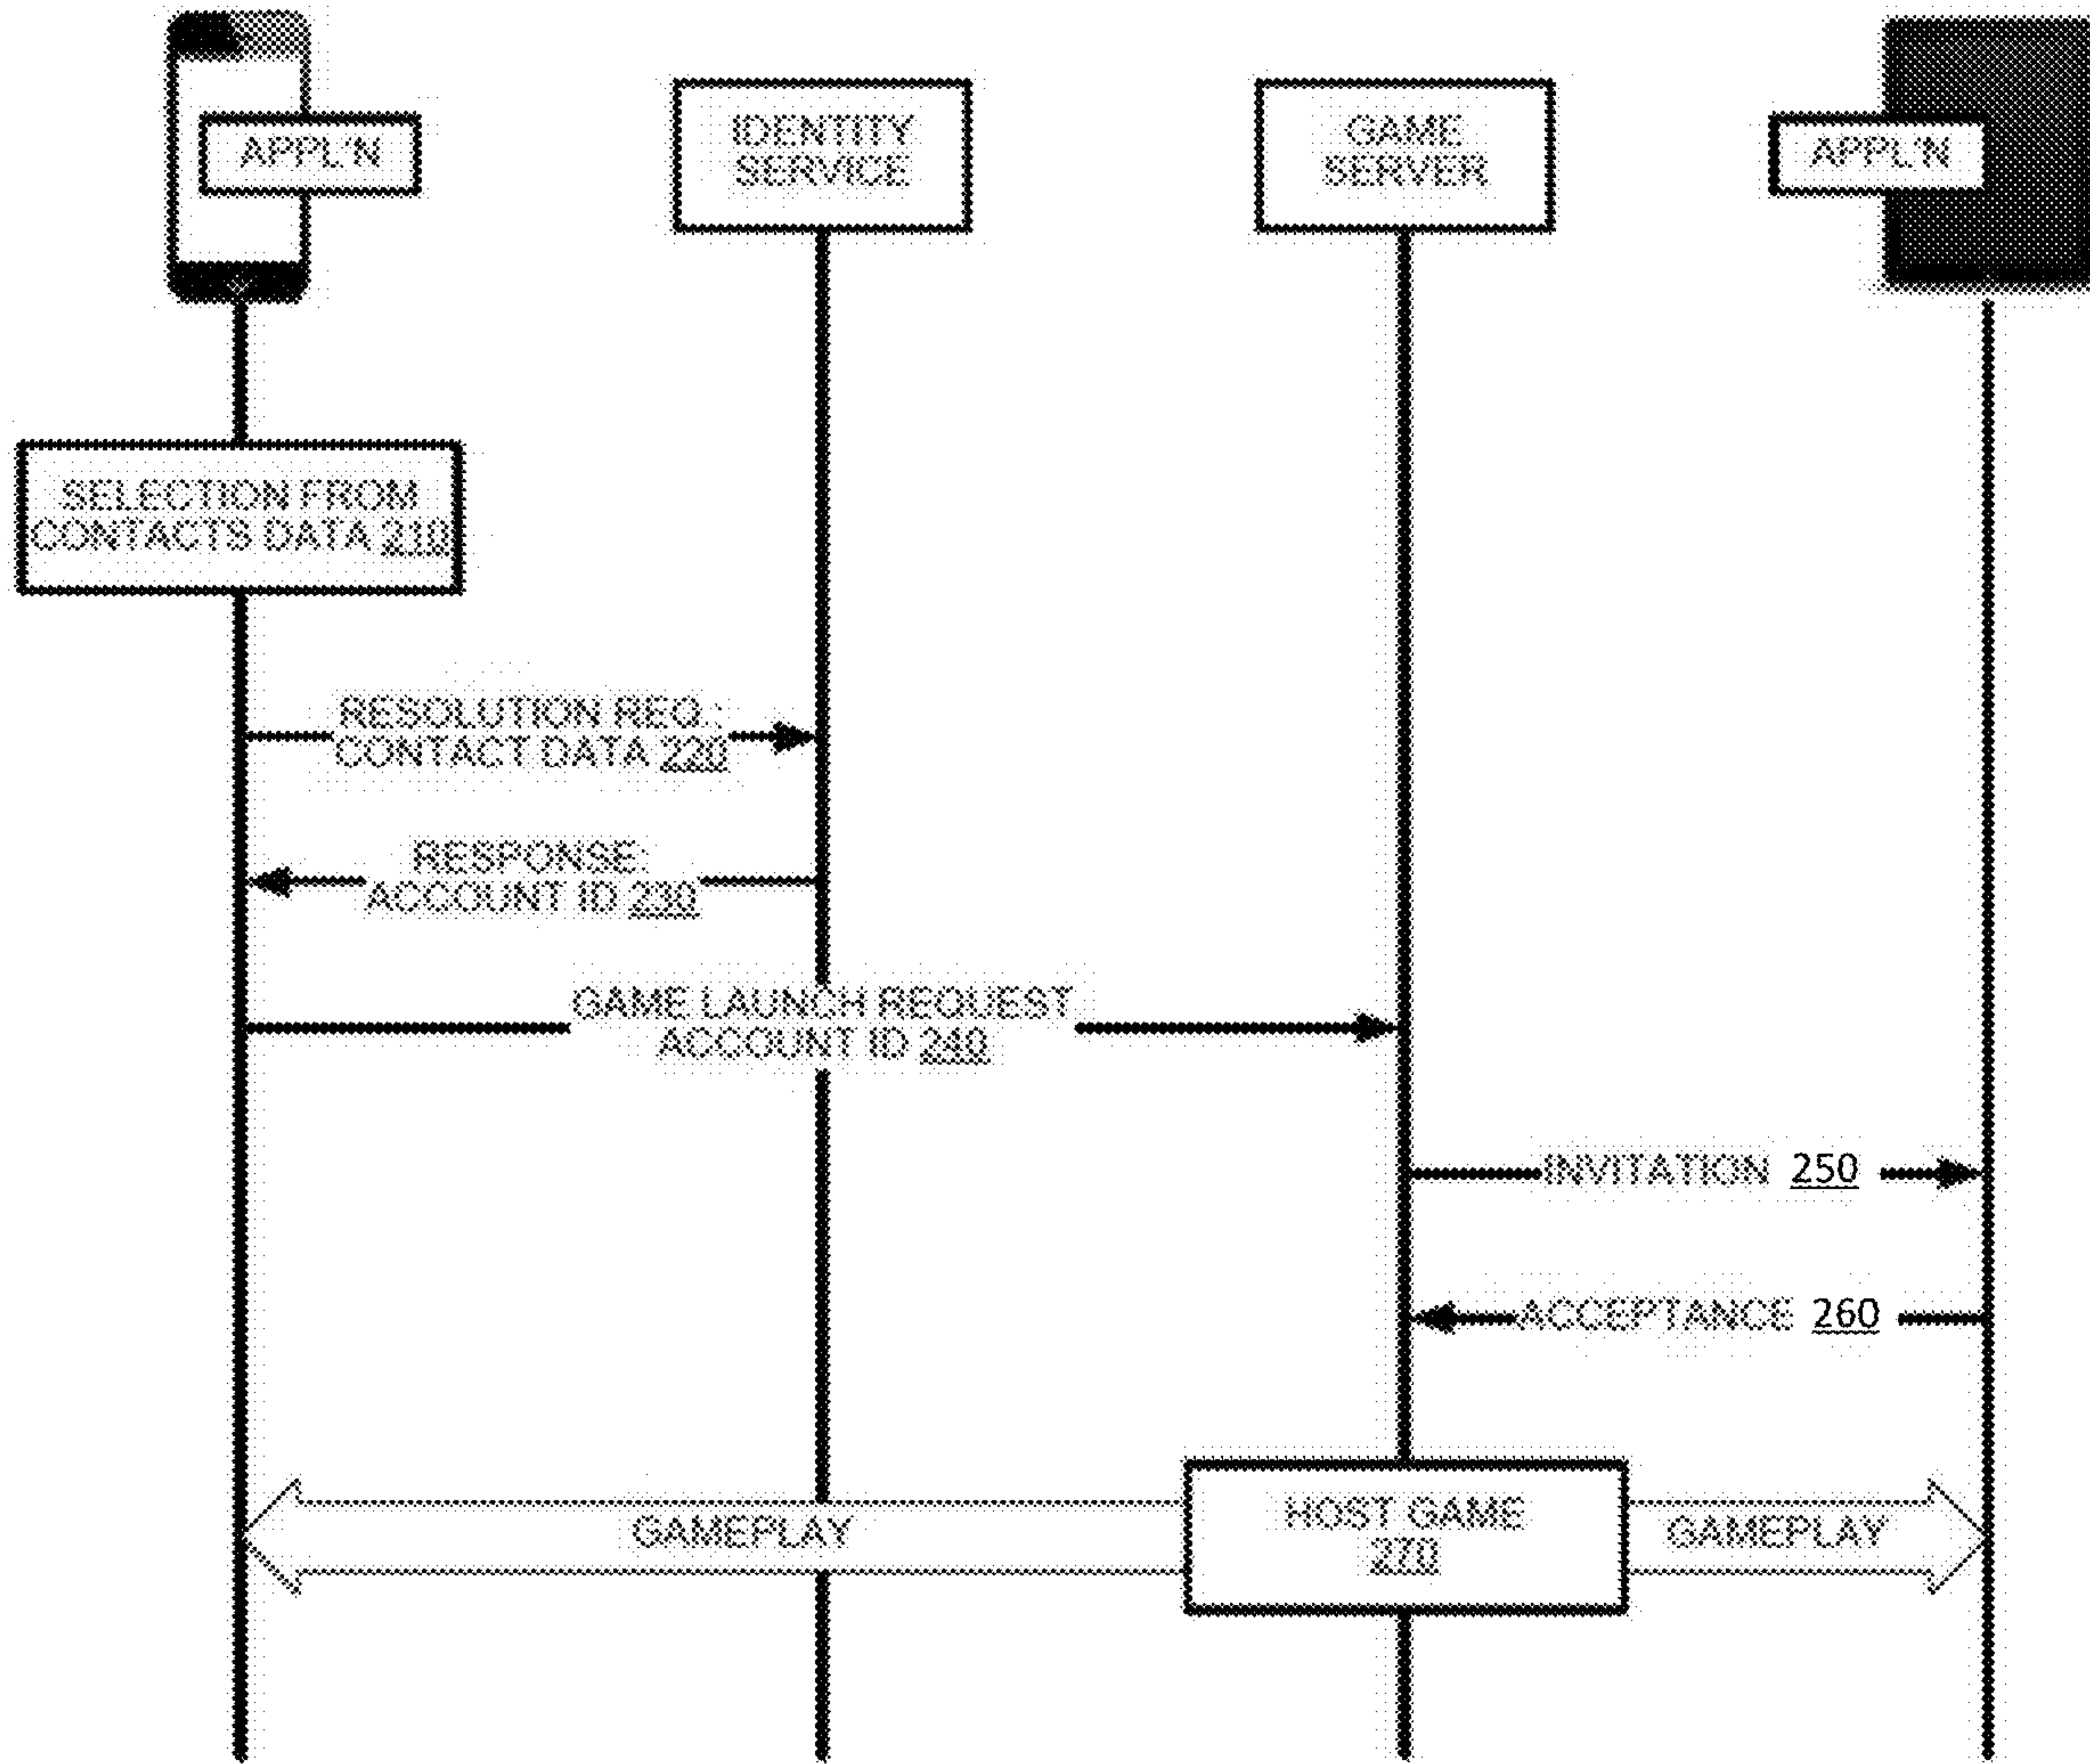 APPL'N
IDENTITY
SERVICE
GAME
SERVER
APPL'N
SELECTION FROM
CONTACTS DATA 210
RESOLUTION REQ.:
CONTACT DATA 220
RESPONSE:
ACCOUNT ID 230
GAME LAUNCH REQUEST
ACCOUNT ID 240
INVITATION 250
ACCEPTANCE 260
GAMEPLAY
HOST GAME
270
GAMEPLAY